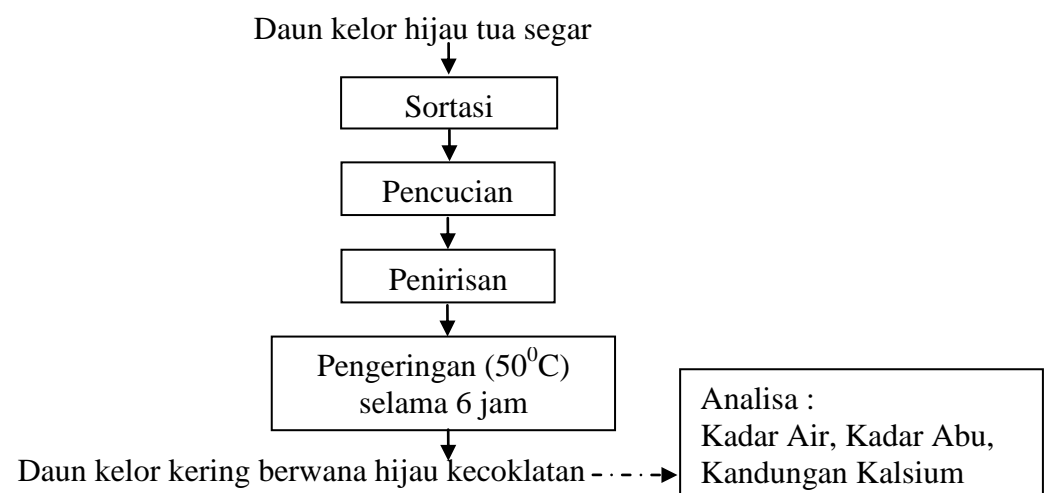 Daun kelor hijau tua segar
Sortasi
Pencucian
Penirisan
Pengeringan (50⁰C)
selama 6 jam
Daun kelor kering berwana hijau kecoklatan
Analisa :
Kadar Air, Kadar Abu,
Kandungan Kalsium